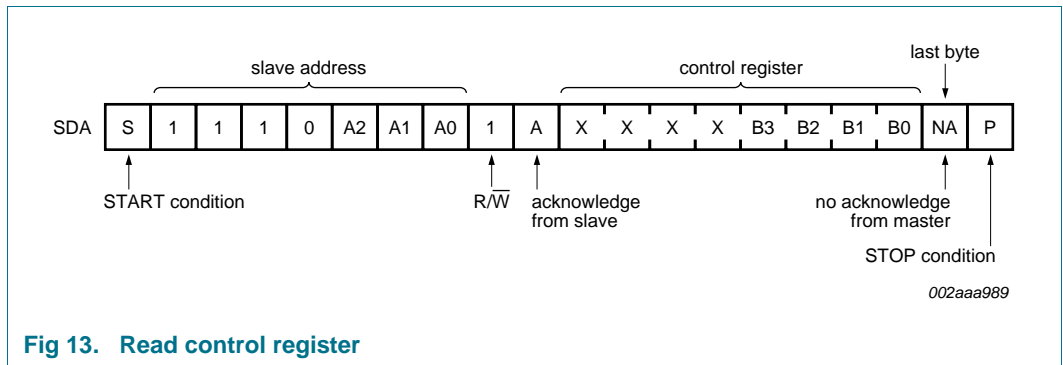 last byte
slave address control register
SDA S 1 1 1 0 A2 A1 A0 1 A X X X X B3 B2 B1 B0 NA P
START condition R/W̅ acknowledge no acknowledge
from slave from master
STOP condition
002aaa989
Fig 13. Read control register